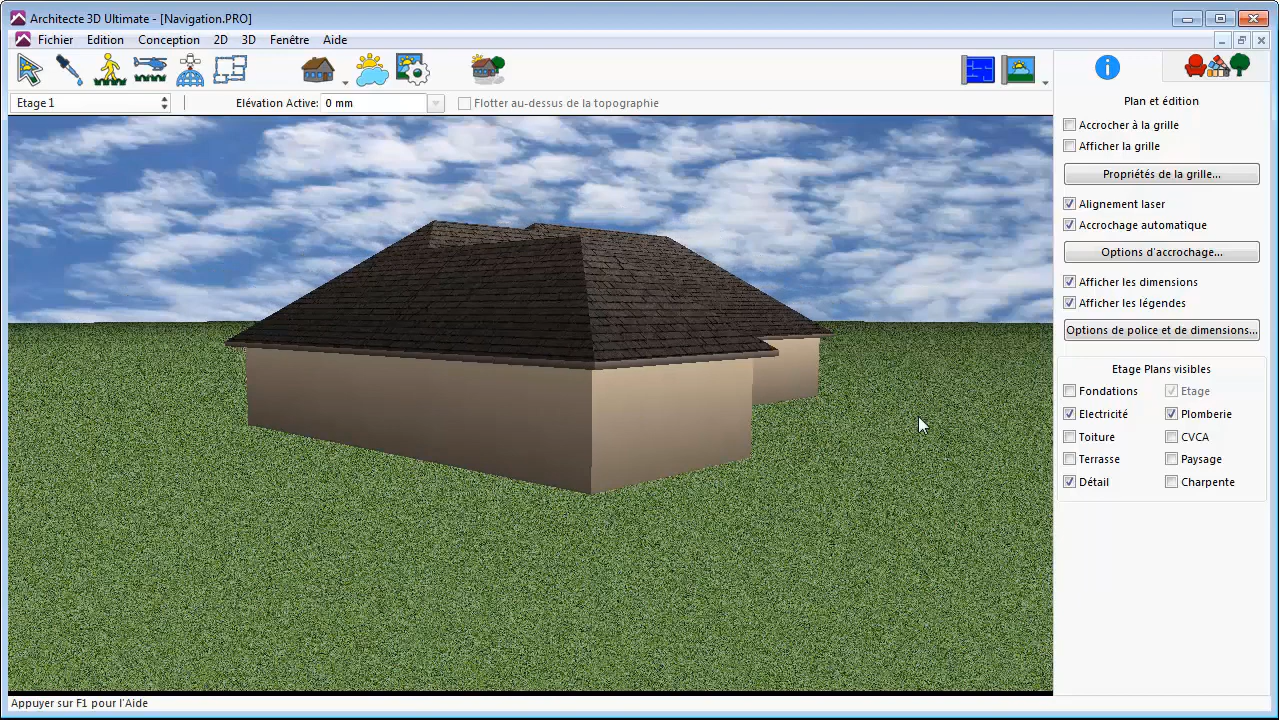 Architecte 3D Ultimate - [Navigation.PRO]
Fichier Edition Conception 2D 3D Fenêtre Aide
Etage 1 Elévation Active: 0 mm Flotter au-dessus de la topographie
Plan et édition
Accrocher à la grille
Afficher la grille
Propriétés de la grille...
Alignement laser
Accrochage automatique
Options d'accrochage...
Afficher les dimensions
Afficher les légendes
Options de police et de dimensions...
Etage Plans visibles
Fondations Etage
Electricité Plomberie
Toiture CVCA
Terrasse Paysage
Détail Charpente
Appuyer sur F1 pour l'Aide